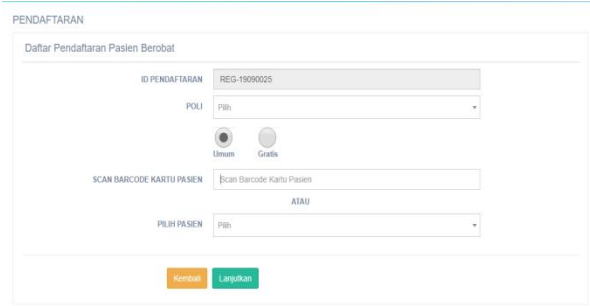 PENDAFTARAN
Daftar Pendaftaran Pasien Berobat
ID PENDAFTARAN REG-19090025
POLI Pilih
Umum Gratis
SCAN BARCODE KARTU PASIEN Scan Barcode Kartu Pasien
ATAU
PILIH PASIEN Pilih
Kembali Lanjutkan